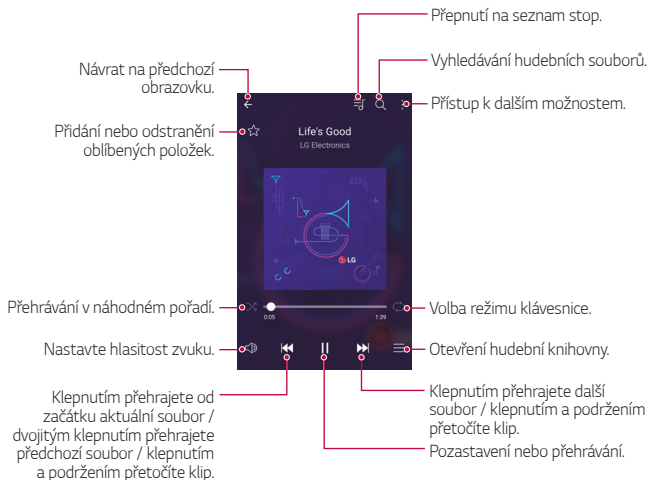 Přepnutí na seznam stop.
Vyhledávání hudebních souborů.
Přístup k dalším možnostem.
Návrat na předchozí
obrazovku.
Přidání nebo odstranění
oblíbených položek.
Life's Good
LG Electronics
LG
Přehrávání v náhodném pořadí.
0:05
1:39
Volba režimu klávesnice.
Nastavte hlasitost zvuku.
Otevření hudební knihovny.
Klepnutím přehrajete od
začátku aktuální soubor /
dvojitým klepnutím přehrajete
předchozí soubor / klepnutím
a podržením přetočíte klip.
Klepnutím přehrajete další
soubor / klepnutím a podržením
přetočíte klip.
Pozastavení nebo přehrávání.